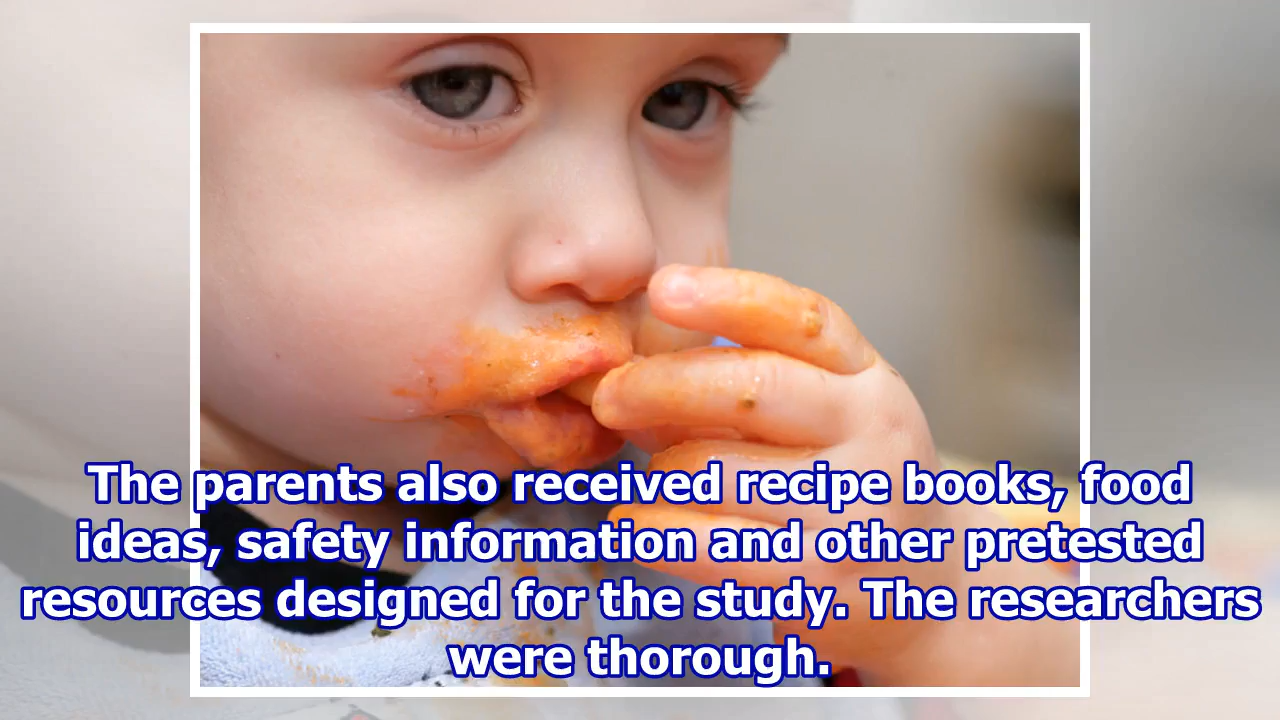 The parents also received recipe books, food
ideas, safety information and other pretested
resources designed for the study. The researchers
were thorough.